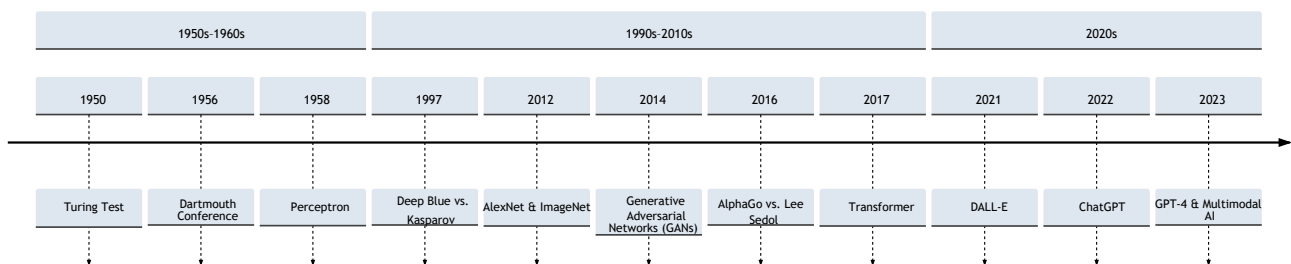 1950s-1960s
1990s-2010s
2020s
1950
1956
1958
1997
2012
2014
2016
2017
2021
2022
2023
Turing Test
Dartmouth
Conference
Perceptron
Deep Blue vs.
Kasparov
AlexNet & ImageNet
Generative
Adversarial
Networks (GANs)
AlphaGo vs. Lee
Sedol
Transformer
DALL-E
ChatGPT
GPT-4 & Multimodal
AI